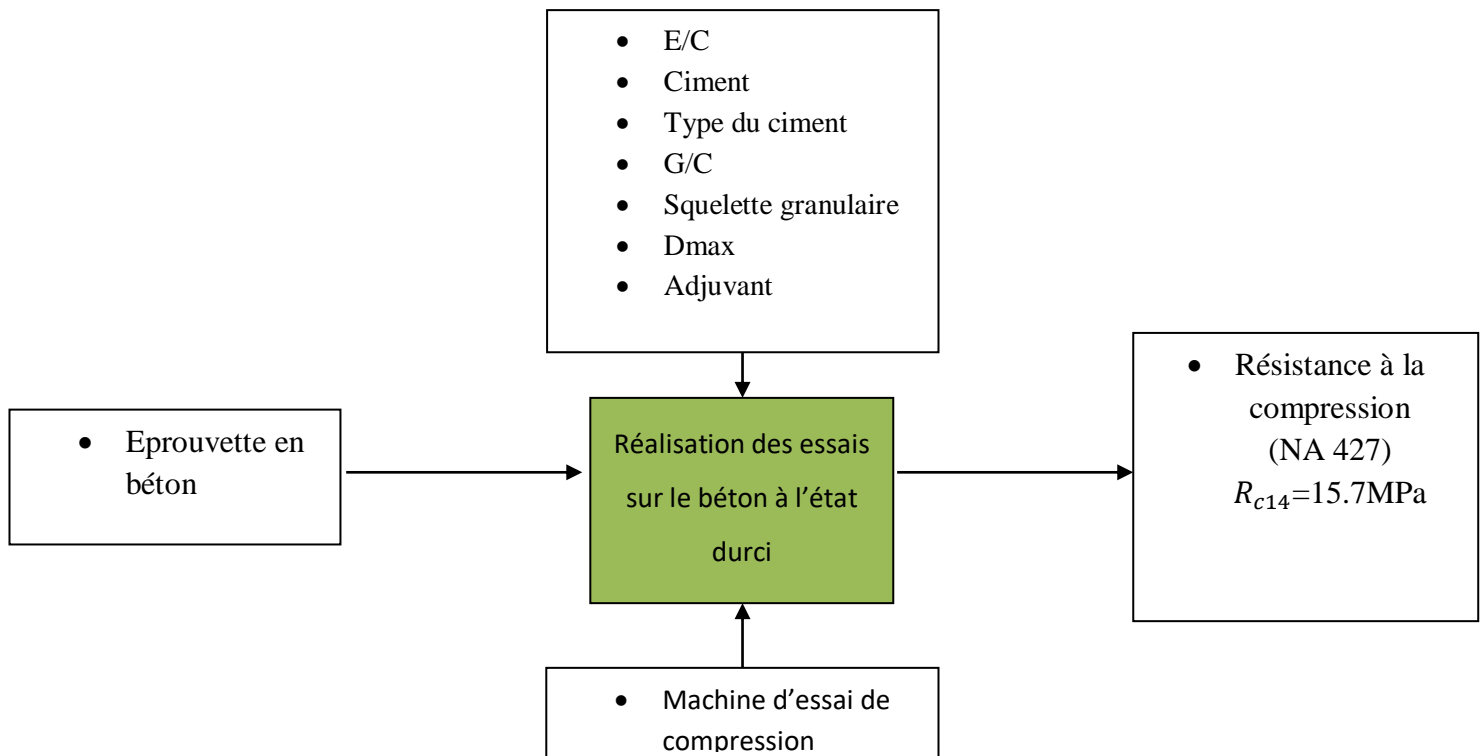 • E/C
• Ciment
• Type du ciment
• G/C
• Squelette granulaire
• Dmax
• Adjuvant
• Eprouvette en
béton
Réalisation des essais
sur le béton à l’état
durci
• Résistance à la
compression
(NA 427)
𝑅𝑐14=15.7MPa
• Machine d’essai de
compression